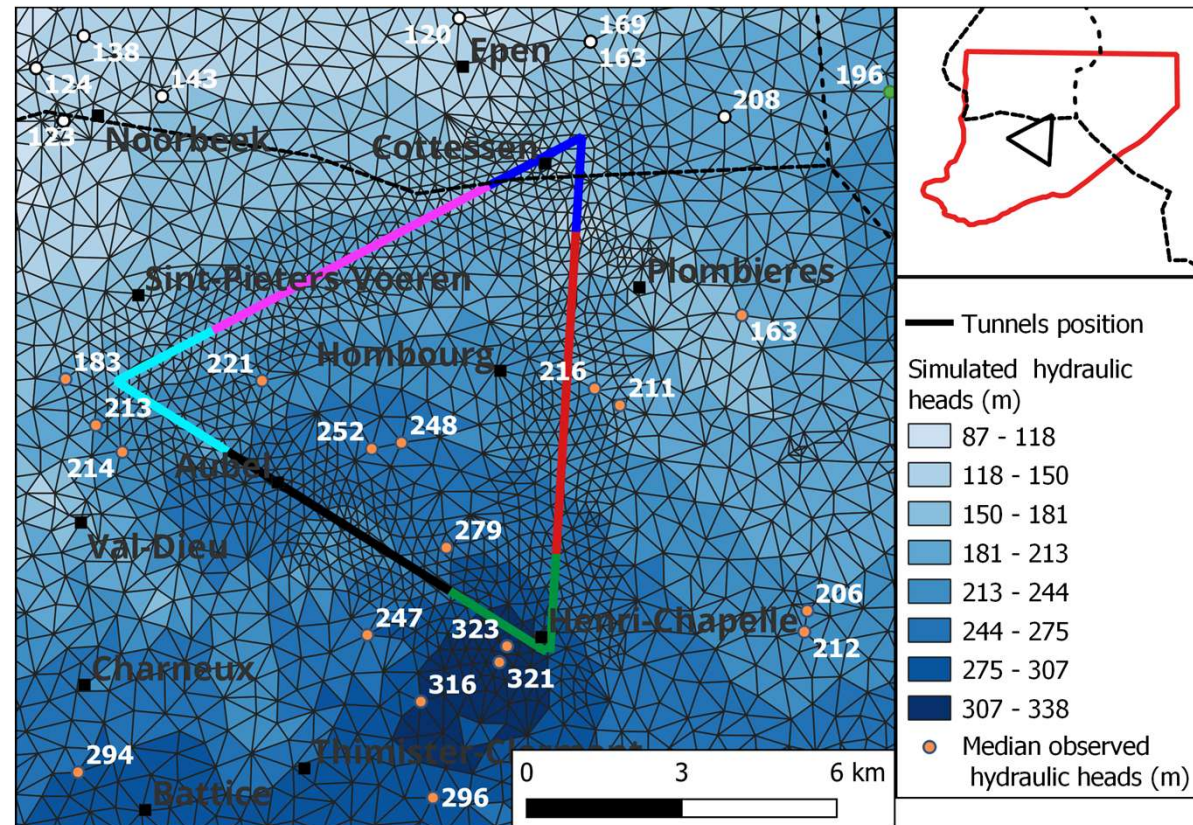 138
120
169
163
Epen
124
143
196
208
123
Noorbeek
Cottessen
Sint-Pieters-Voeren
Plombieres
163
183
221
Hombourg
216
211
213
252
248
214
Aubel
Val-Dieu
279
206
247
323
Henri-Chapelle
212
321
Charneux
316
294
Thimister-Clermont
Battice
296
0
3
6 km
Tunnels position
Simulated hydraulic
heads (m)
87 - 118
118 - 150
150 - 181
181 - 213
213 - 244
244 - 275
275 - 307
307 - 338
Median observed
hydraulic heads (m)